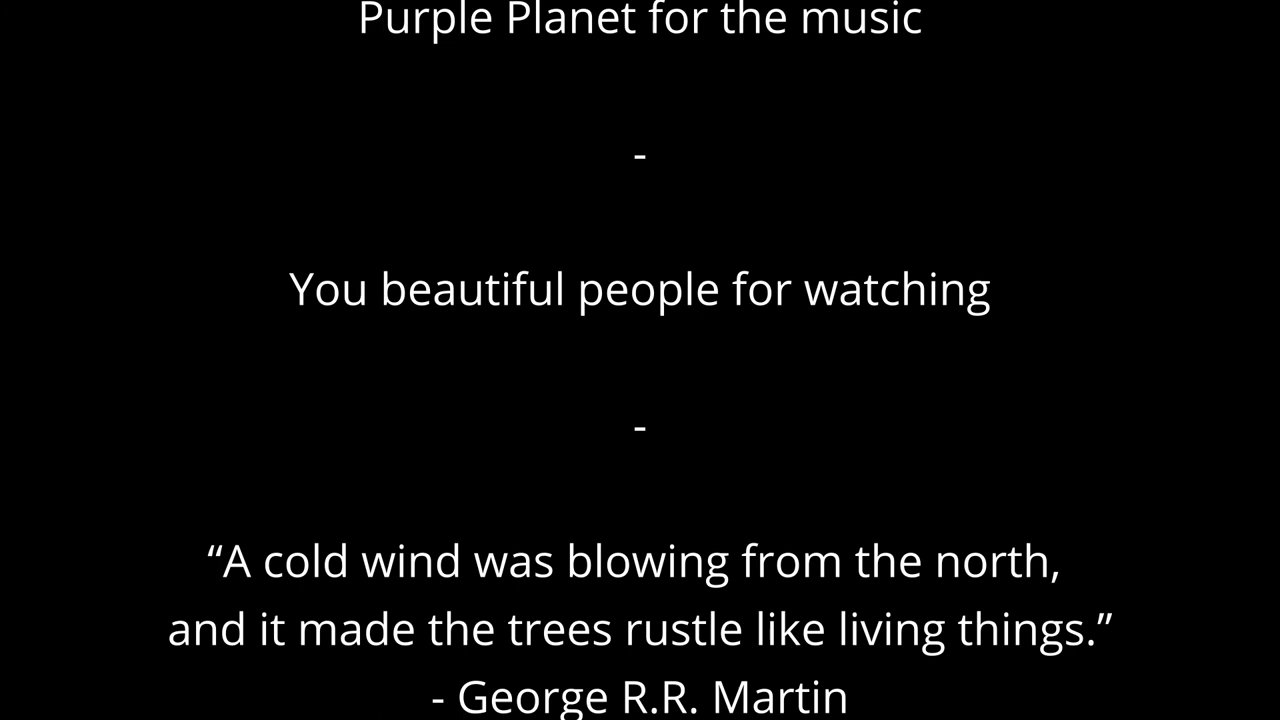 Purple Planet for the music
-
You beautiful people for watching
-
“A cold wind was blowing from the north,
and it made the trees rustle like living things.”
- George R.R. Martin